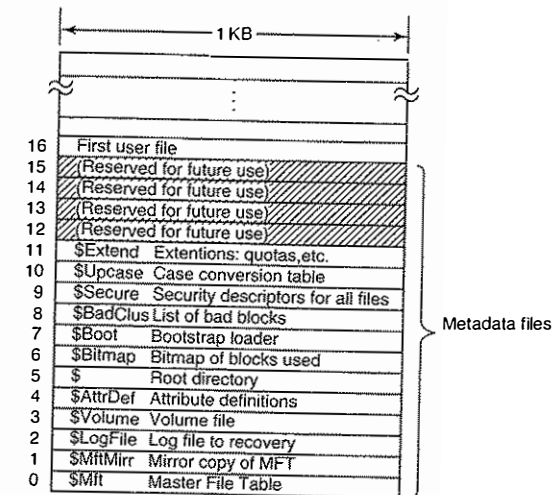 1 KB
16 First user file
15 (Reserved for future use)
14 (Reserved for future use)
13 (Reserved for future use)
12 (Reserved for future use)
11 $Extend Extentions: quotas,etc.
10 $Upcase Case conversion table
9 $Secure Security descriptors for all files
8 $BadClus List of bad blocks
7 $Boot Bootstrap loader
6 $Bitmap Bitmap of blocks used
5 $ Root directory
4 $AttrDef Attribute definitions
3 $Volume Volume file
2 $LogFile Log file to recovery
1 $MftMirr Mirror copy of MFT
0 $Mft Master File Table
Metadata files